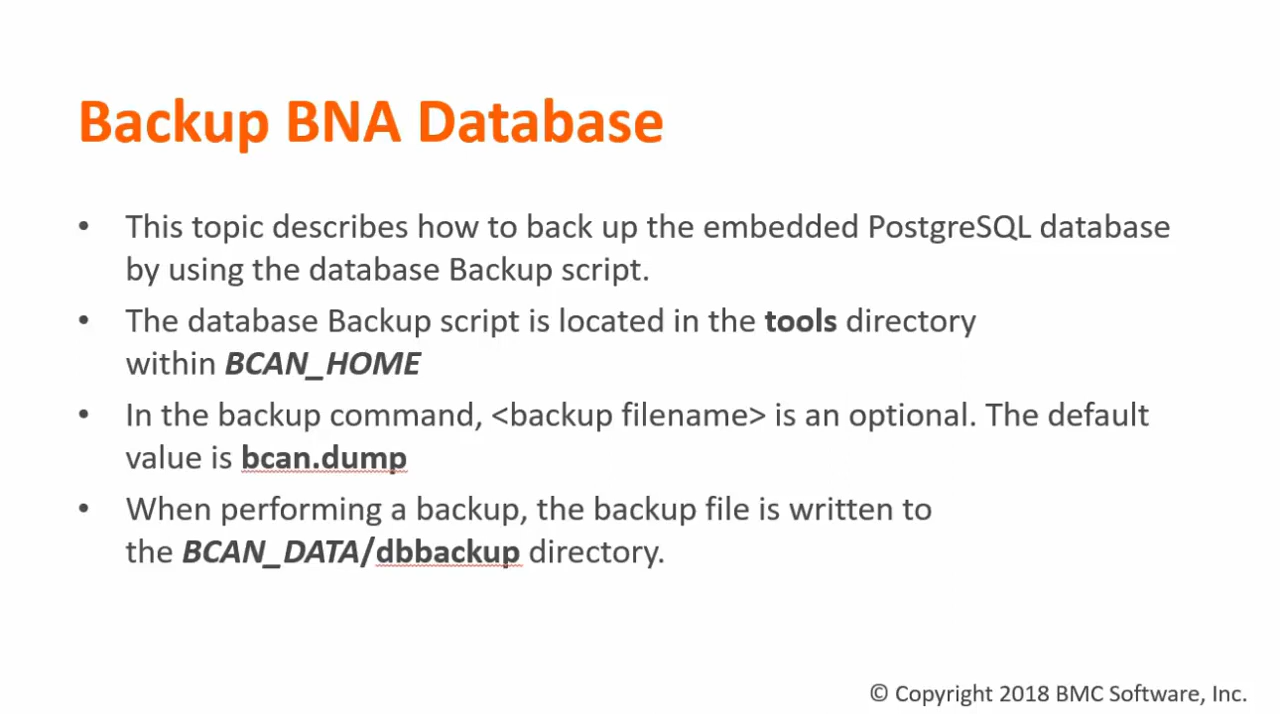 Backup BNA Database
• This topic describes how to back up the embedded PostgreSQL database
by using the database Backup script.
• The database Backup script is located in the tools directory
within BCAN_HOME
• In the backup command, <backup filename> is an optional. The default
value is bcan.dump
• When performing a backup, the backup file is written to
the BCAN_DATA/dbbackup directory.
© Copyright 2018 BMC Software, Inc.